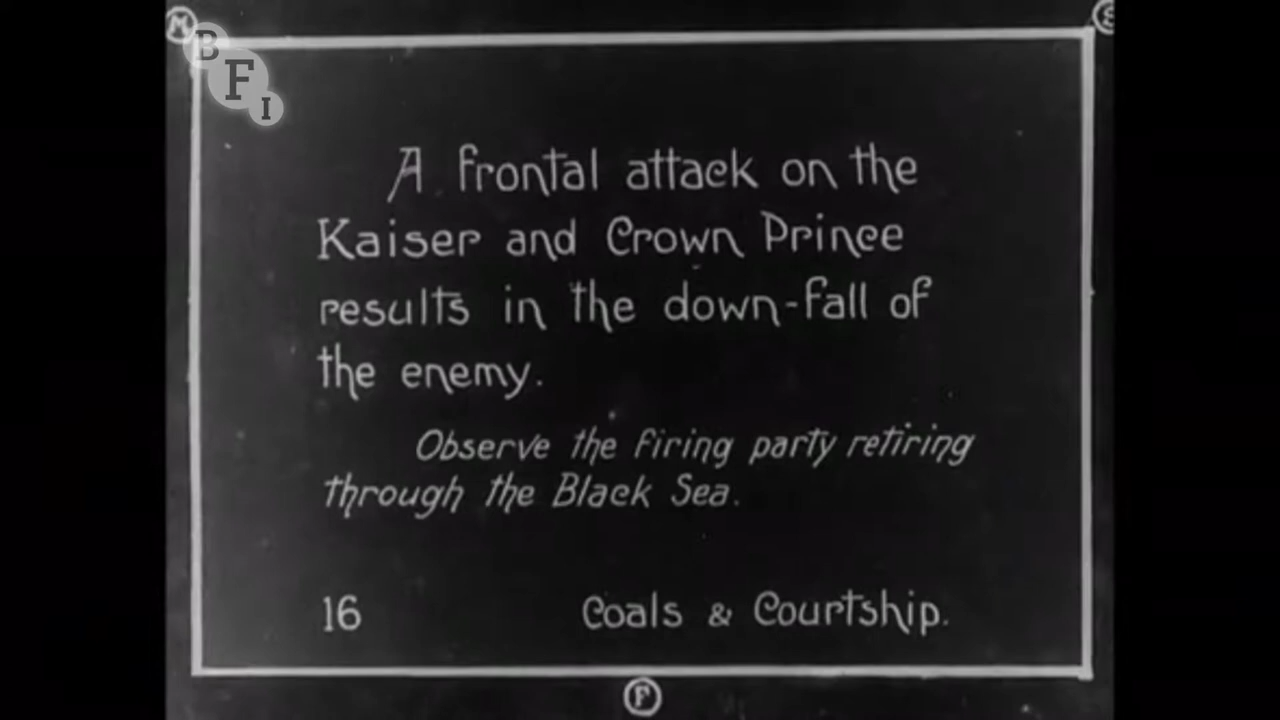 M
S
BFI
A frontal attack on the
Kaiser and Crown Prince
results in the down-fall of
the enemy.
Observe the firing party retiring
through the Black Sea.
16 Coals & Courtship.
F